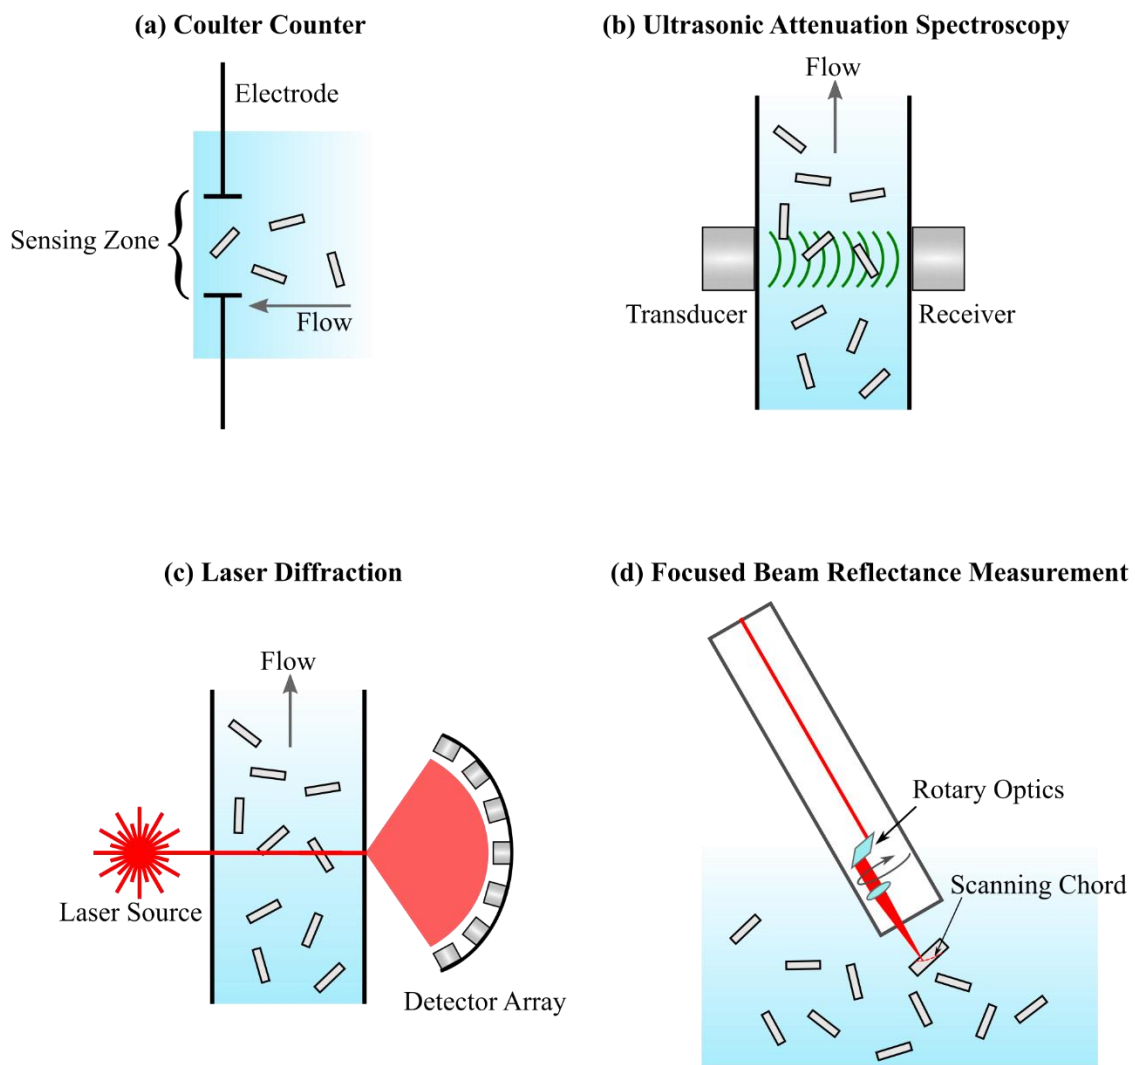 (a) Coulter Counter
Electrode
Sensing Zone
Flow
(b) Ultrasonic Attenuation Spectroscopy
Flow
Transducer
Receiver
(c) Laser Diffraction
Flow
Laser Source
Detector Array
(d) Focused Beam Reflectance Measurement
Rotary Optics
Scanning Chord